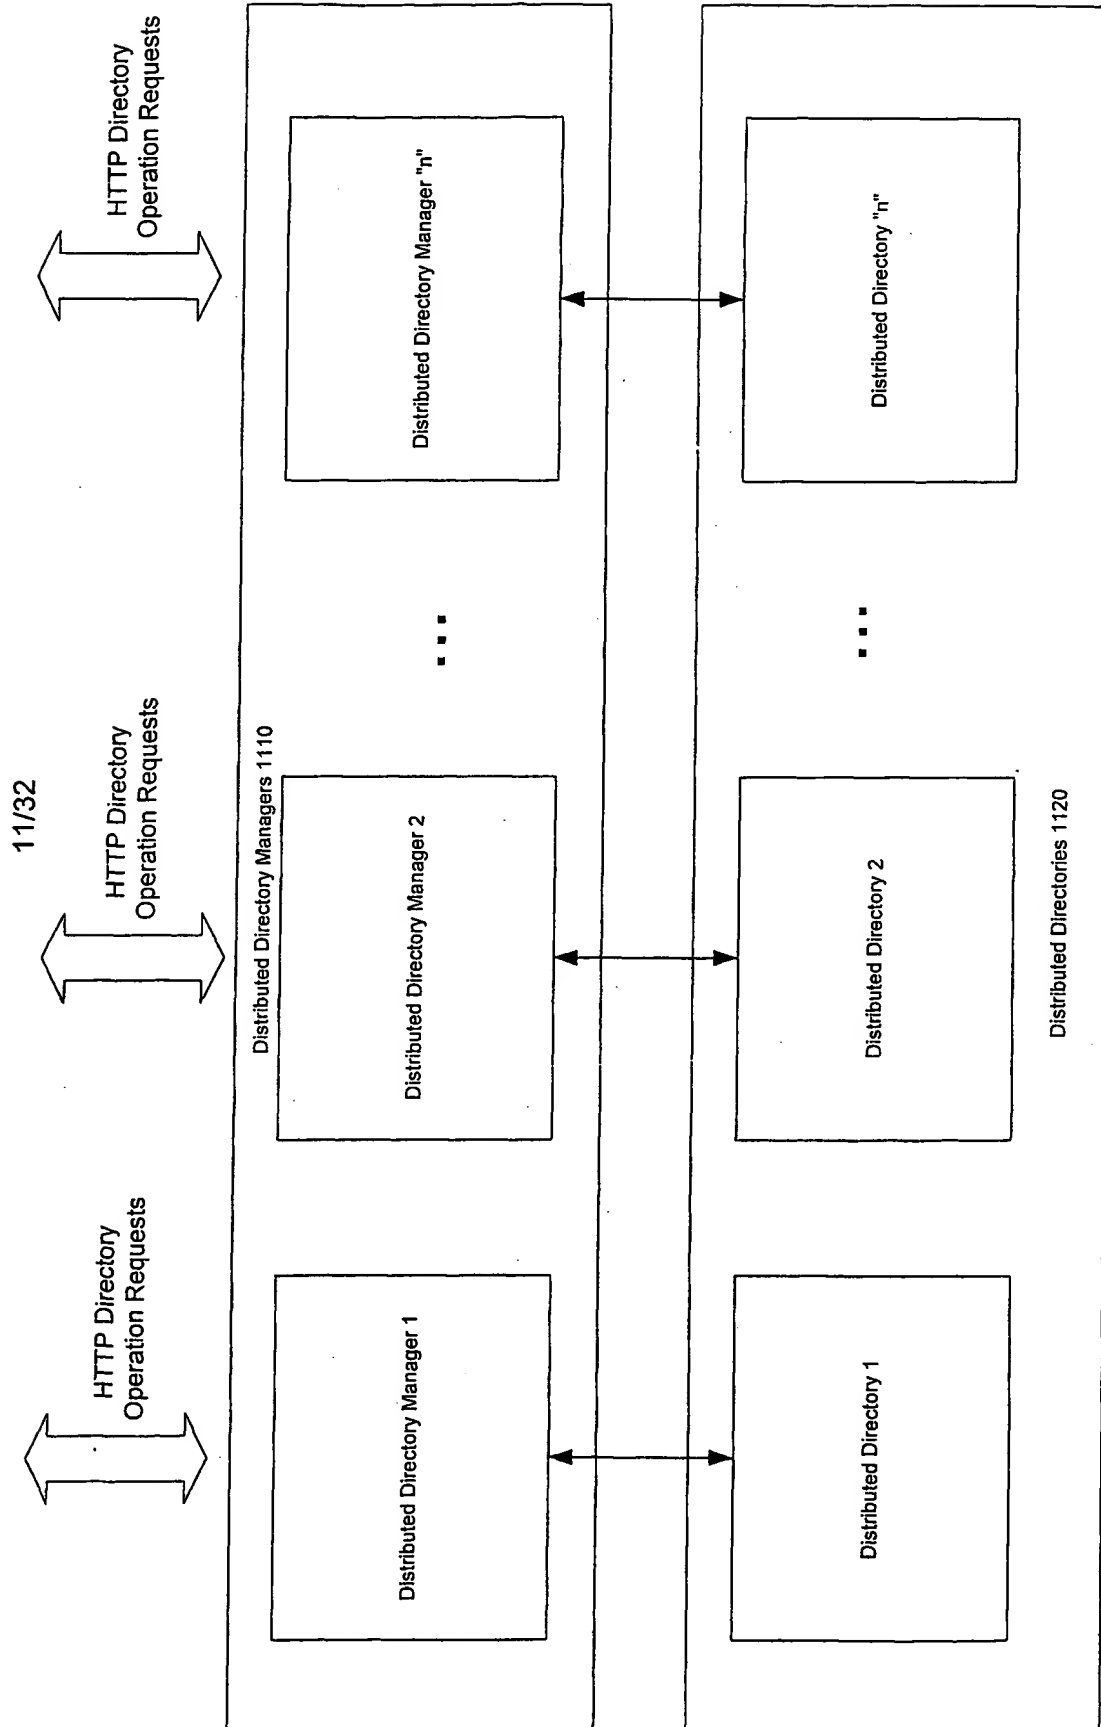 11/32
HTTP Directory
Operation Requests
HTTP Directory
Operation Requests
HTTP Directory
Operation Requests
Distributed Directory Managers 1110
Distributed Directory Manager 1
Distributed Directory Manager 2
...
Distributed Directory Manager "n"
Distributed Directory 1
Distributed Directory 2
...
Distributed Directory "n"
Distributed Directories 1120